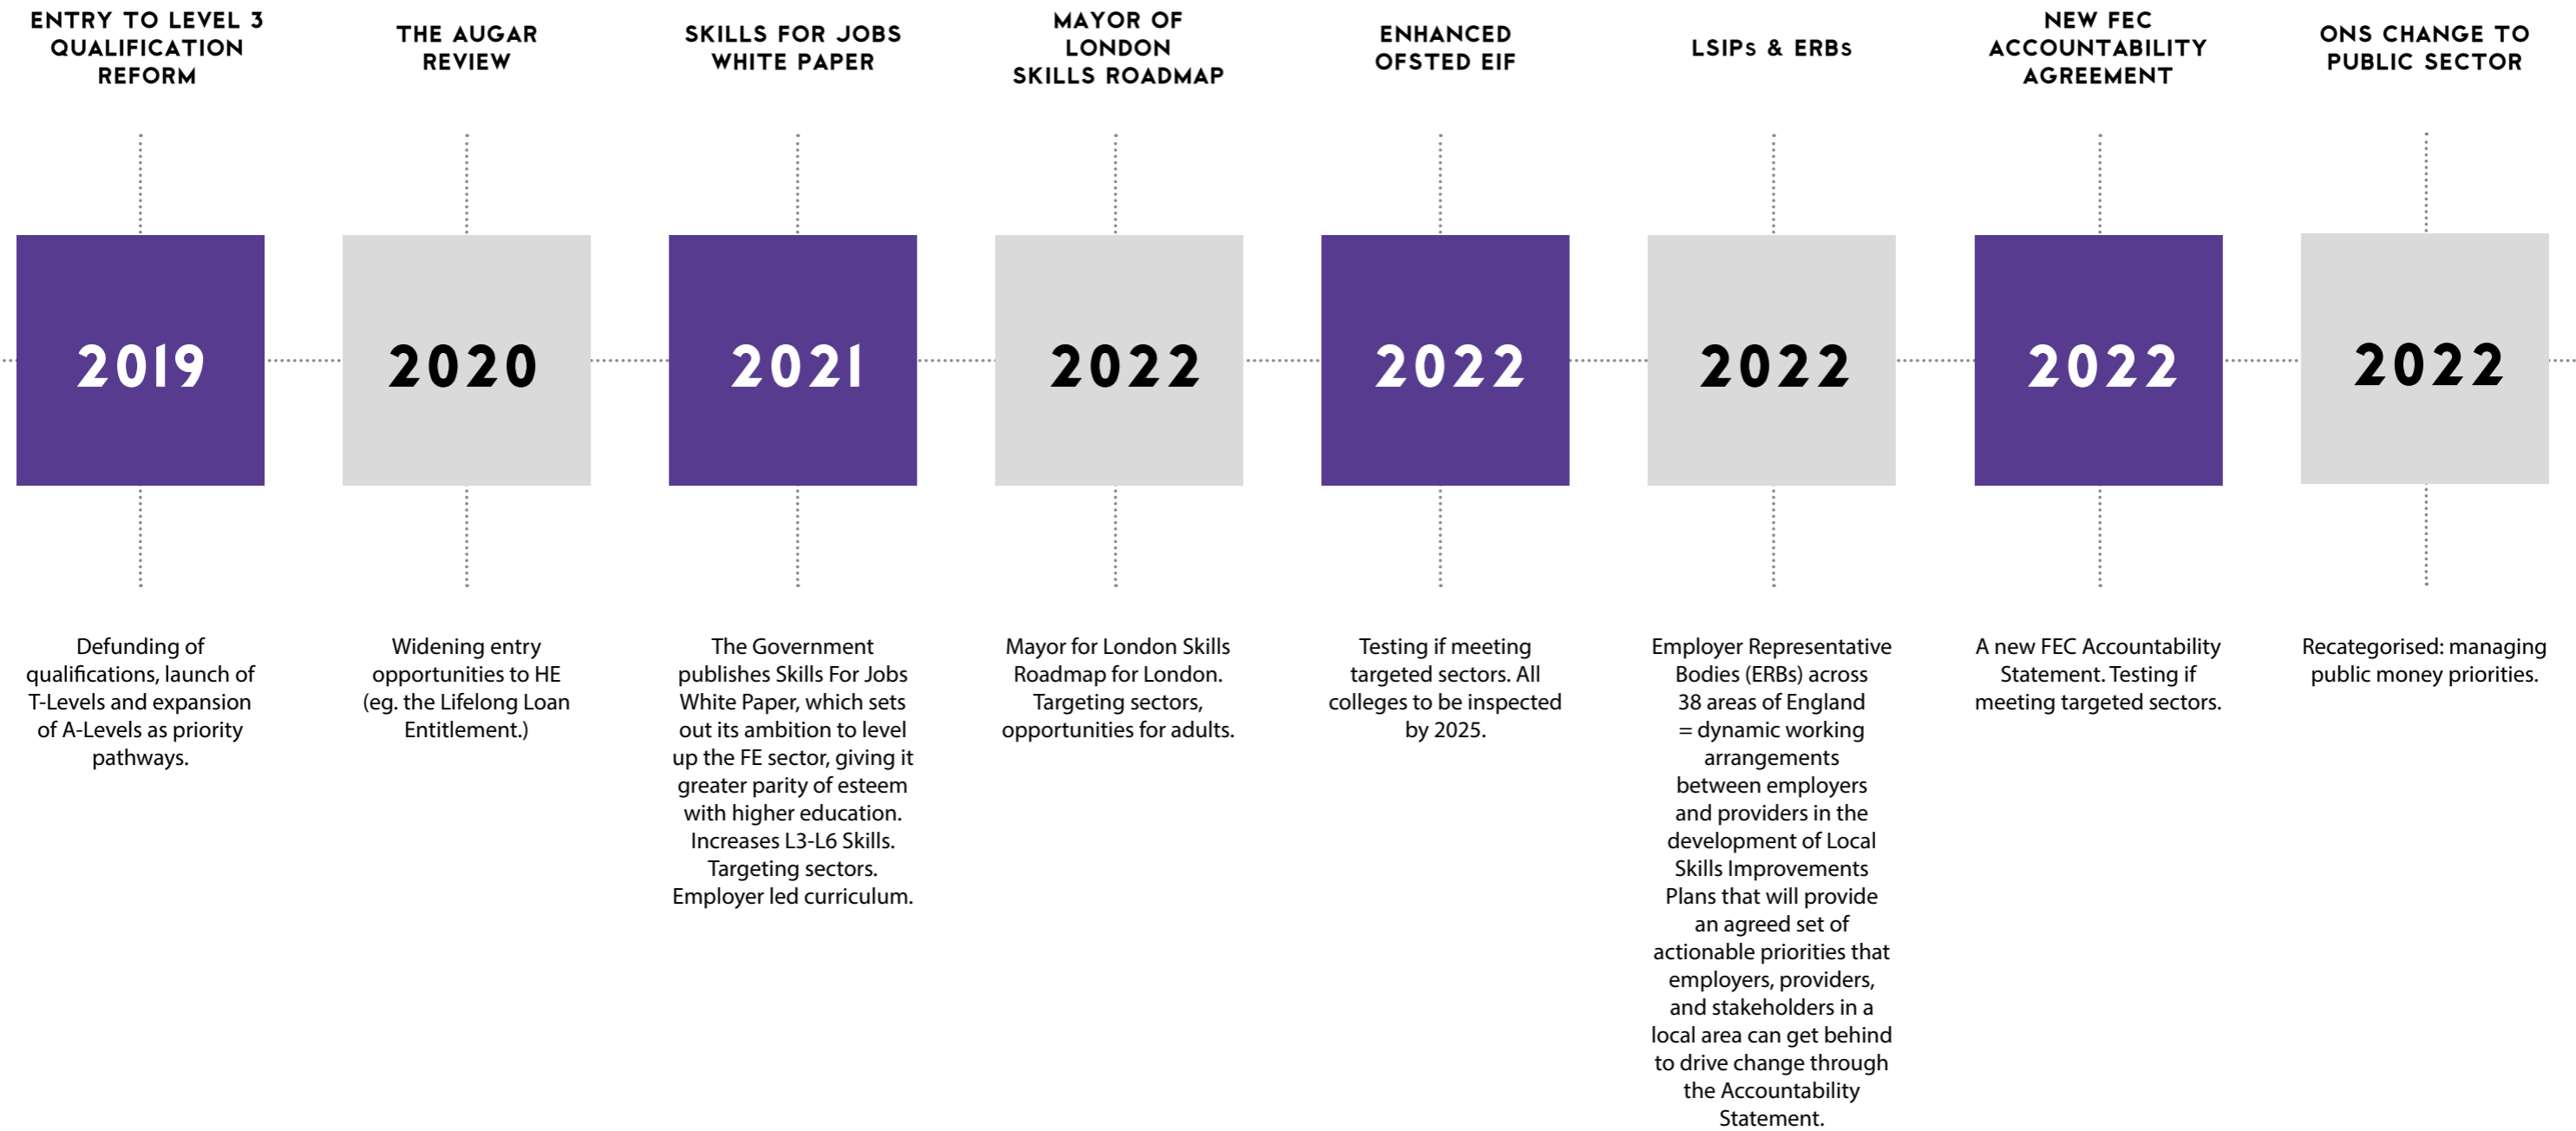 ENTRY TO LEVEL 3
QUALIFICATION
REFORM
2019
Defunding of
qualifications, launch of
T-Levels and expansion
of A-Levels as priority
pathways.
THE AUGAR
REVIEW
2020
Widening entry
opportunities to HE
(eg. the Lifelong Loan
Entitlement.)
SKILLS FOR JOBS
WHITE PAPER
2021
The Government
publishes Skills For Jobs
White Paper, which sets
out its ambition to level
up the FE sector, giving it
greater parity of esteem
with higher education.
Increases L3-L6 Skills.
Targeting sectors.
Employer led curriculum.
MAYOR OF
LONDON
SKILLS ROADMAP
2022
Mayor for London Skills
Roadmap for London.
Targeting sectors,
opportunities for adults.
ENHANCED
OFSTED EIF
2022
Testing if meeting
targeted sectors. All
colleges to be inspected
by 2025.
LSIPs & ERBs
2022
Employer Representative
Bodies (ERBs) across
38 areas of England
= dynamic working
arrangements
between employers
and providers in the
development of Local
Skills Improvements
Plans that will provide
an agreed set of
actionable priorities that
employers, providers,
and stakeholders in a
local area can get behind
to drive change through
the Accountability
Statement.
NEW FEC
ACCOUNTABILITY
AGREEMENT
2022
A new FEC Accountability
Statement. Testing if
meeting targeted sectors.
ONS CHANGE TO
PUBLIC SECTOR
2022
Recategorised: managing
public money priorities.